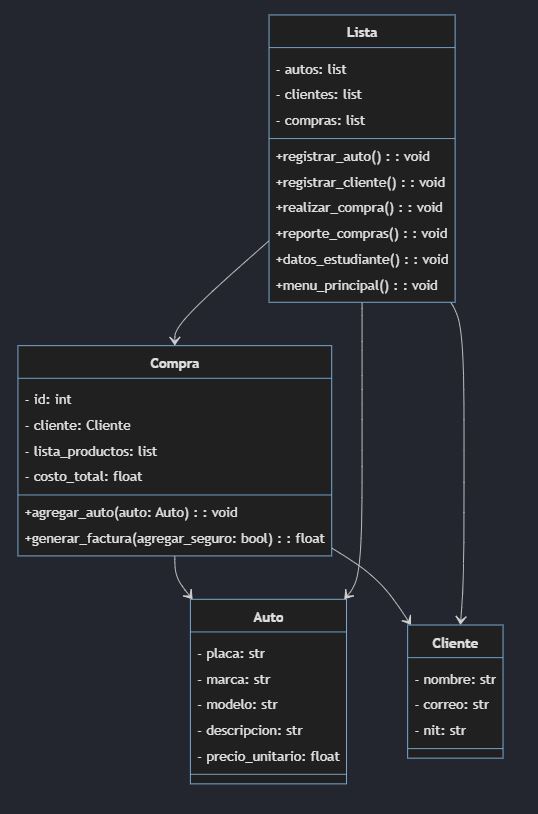 Lista
- autos: list
- clientes: list
- compras: list
+registrar_auto() : : void
+registrar_cliente() : : void
+realizar_compra() : : void
+reporte_compras() : : void
+datos_estudiante() : : void
+menu_principal() : : void
Compra
- id: int
- cliente: Cliente
- lista_productos: list
- costo_total: float
+agregar_auto(auto: Auto) : : void
+generar_factura(agregar_seguro: bool) : : float
Auto
- placa: str
- marca: str
- modelo: str
- descripcion: str
- precio_unitario: float
Cliente
- nombre: str
- correo: str
- nit: str